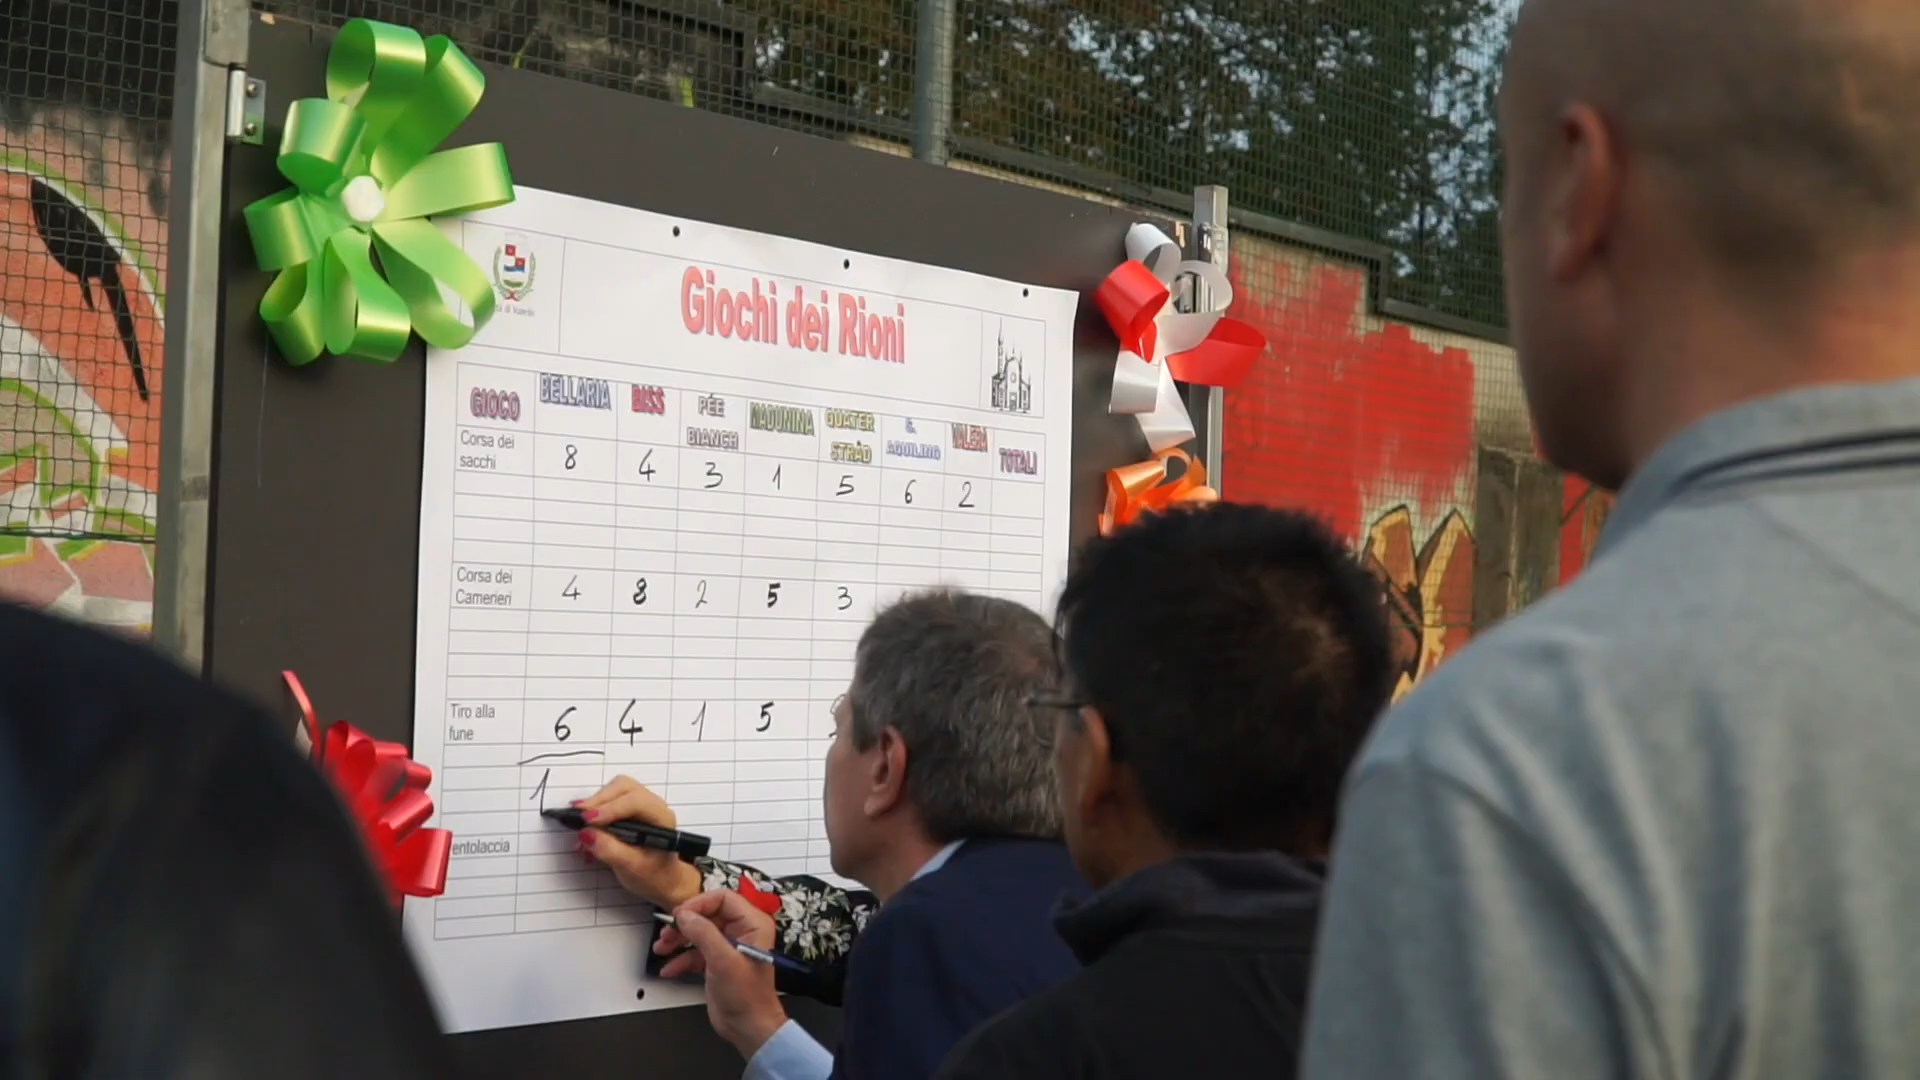 Giochi dei Rioni
GIOCO BELLARIA BISS PÉE BIANCH MADUNINA QUATER STRÀD S. AQUILINO VALERA TOTALI
Corsa dei sacchi 8 4 3 1 5 6 2
Corsa dei Camerieri 4 8 2 5 3
Tiro alla fune 6 4 1 5
1
entolaccia